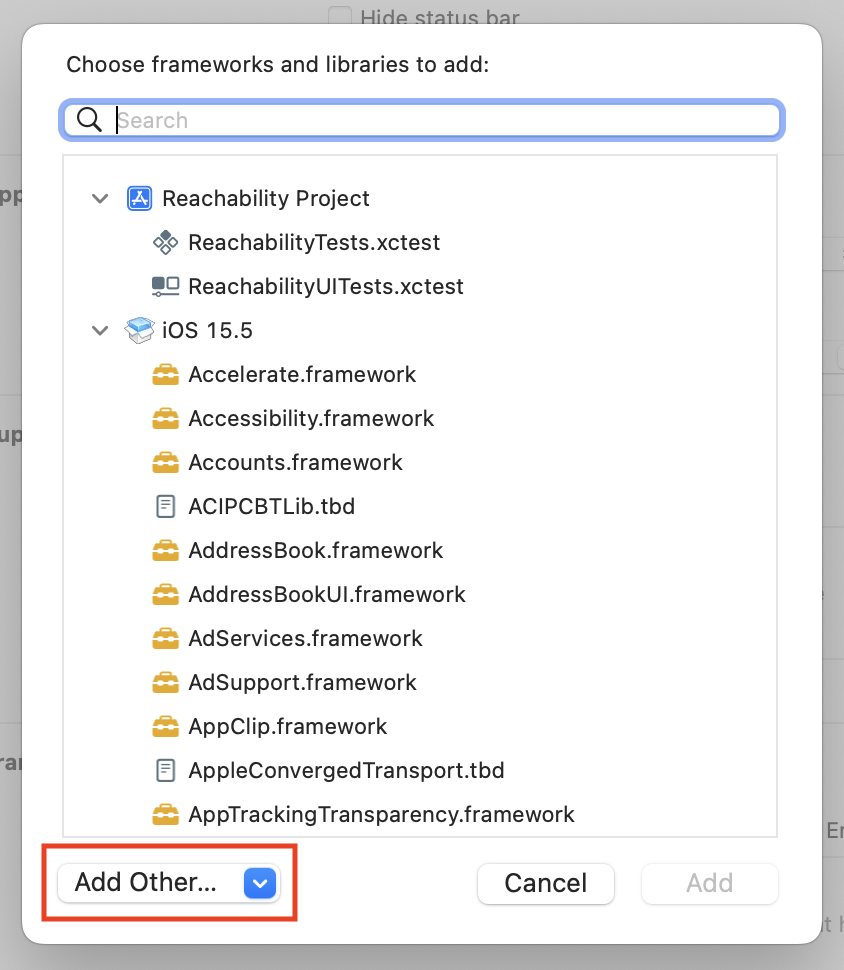 Hide status bar
Choose frameworks and libraries to add:
Search
Reachability Project
ReachabilityTests.xctest
ReachabilityUITests.xctest
iOS 15.5
Accelerate.framework
Accessibility.framework
Accounts.framework
ACIPCBTLib.tbd
AddressBook.framework
AddressBookUI.framework
AdServices.framework
AdSupport.framework
AppClip.framework
AppleConvergedTransport.tbd
AppTrackingTransparency.framework
Add Other...
Cancel
Add